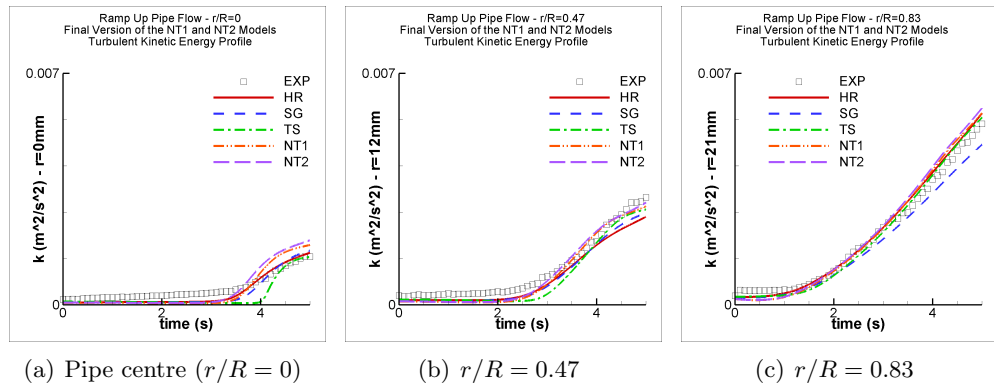 Ramp Up Pipe Flow - r/R=0
Final Version of the NT1 and NT2 Models
Turbulent Kinetic Energy Profile
0.007
EXP
HR
SG
TS
NT1
NT2
k (m^2/s^2) - r=0mm
0
0
2
4
time (s)
(a) Pipe centre (r/R = 0)
Ramp Up Pipe Flow - r/R=0.47
Final Version of the NT1 and NT2 Models
Turbulent Kinetic Energy Profile
0.007
EXP
HR
SG
TS
NT1
NT2
k (m^2/s^2) - r=12mm
0
0
2
4
time (s)
(b) r/R = 0.47
Ramp Up Pipe Flow - r/R=0.83
Final Version of the NT1 and NT2 Models
Turbulent Kinetic Energy Profile
0.007
EXP
HR
SG
TS
NT1
NT2
k (m^2/s^2) - r=21mm
0
0
2
4
time (s)
(c) r/R = 0.83